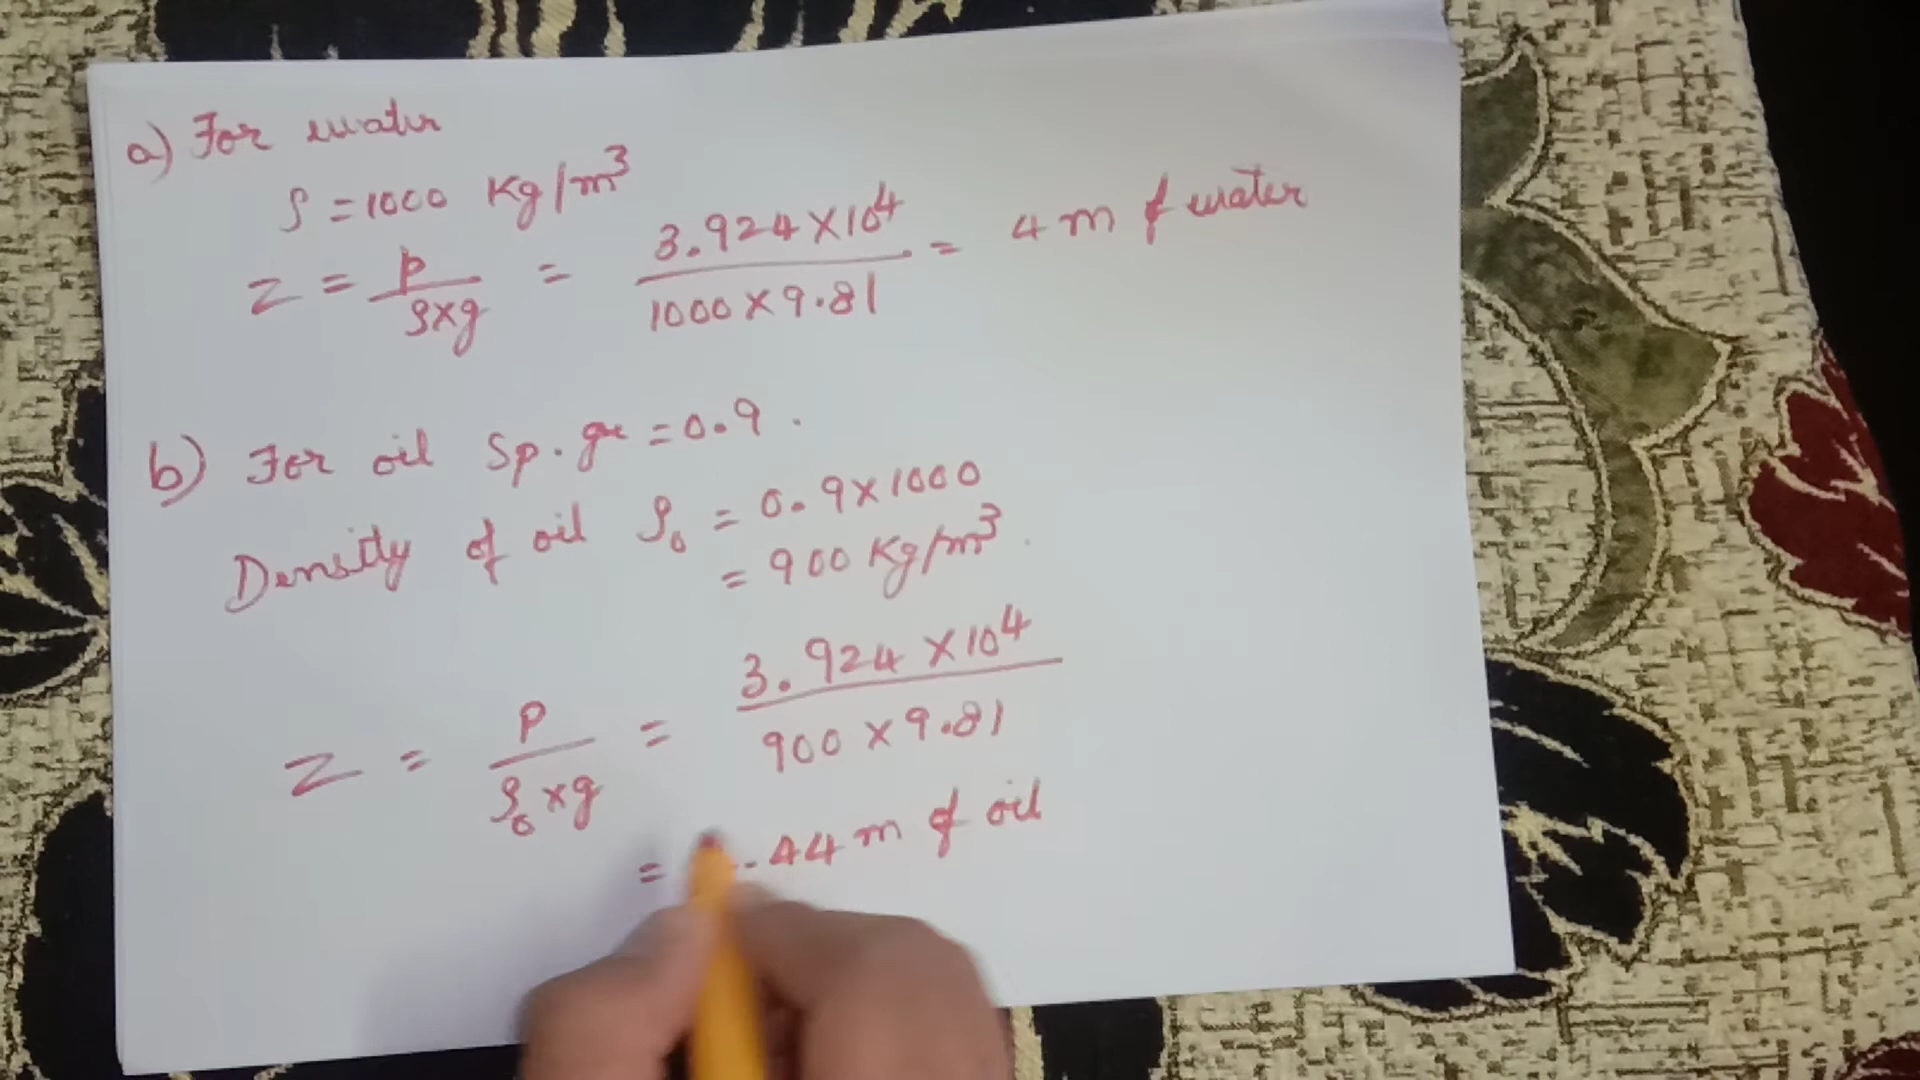 a) For water
ρ = 1000 Kg/m³
Z = p / ρ×g = 3.924×10⁴ / 1000×9.81 = 4 m of water
b) For oil Sp. gr = 0.9.
Density of oil ρ₀ = 0.9×1000
= 900 Kg/m³.
Z = P / ρ₀×g = 3.924×10⁴ / 900×9.81
= .44 m of oil